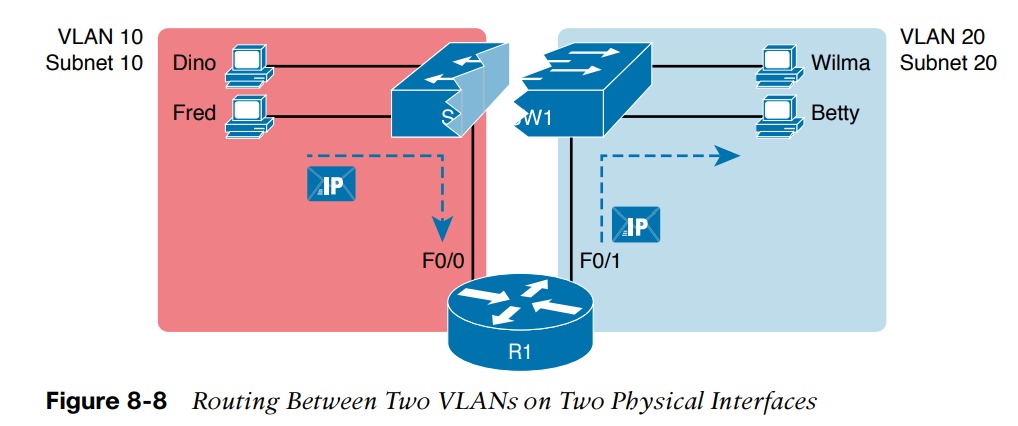 VLAN 10
Subnet 10
Dino
Fred
S
W1
Wilma
Betty
VLAN 20
Subnet 20
IP
IP
F0/0
F0/1
R1
Figure 8-8 Routing Between Two VLANs on Two Physical Interfaces